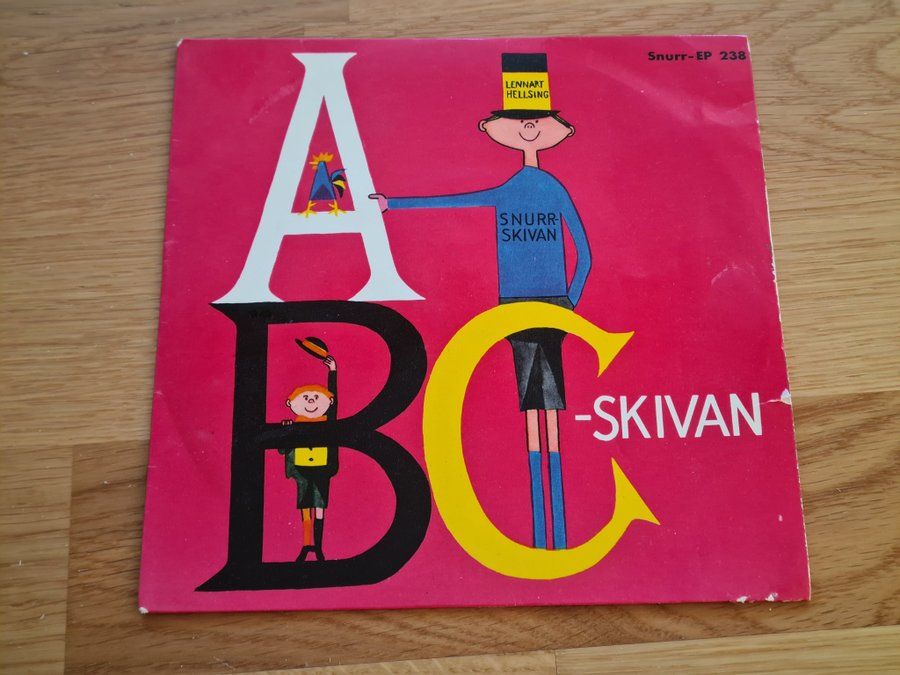 Snurr-EP 238
LENNART
HELLSING
SNURR-
SKIVAN
A
BC
-SKIVAN